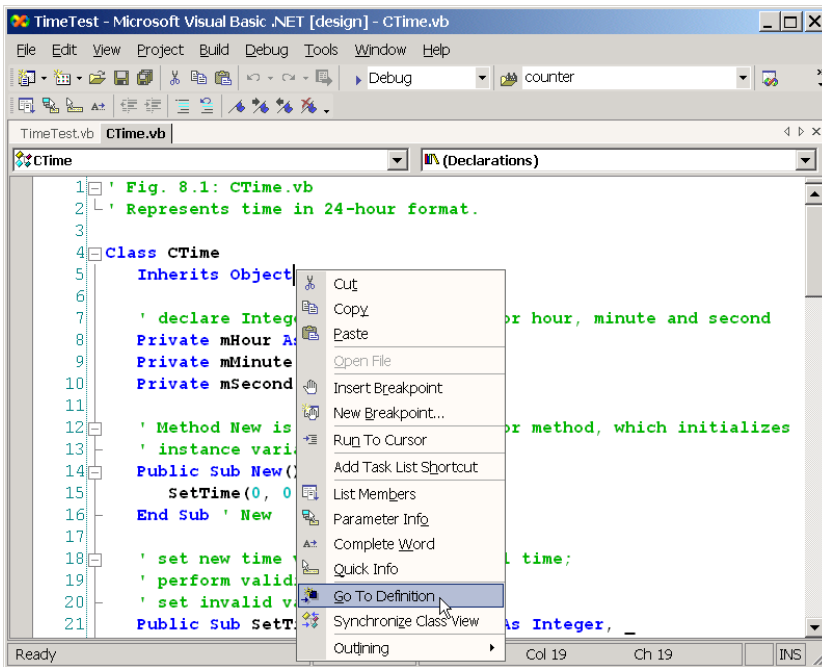 TimeTest - Microsoft Visual Basic .NET [design] - CTime.vb
File Edit View Project Build Debug Tools Window Help
Debug counter
TimeTest.vb CTime.vb
CTime (Declarations)
1 ' Fig. 8.1: CTime.vb
2 ' Represents time in 24-hour format.
3
4 Class CTime
5 Inherits Object
6
7 ' declare Integ or hour, minute and second
8 Private mHour As
9 Private mMinute
10 Private mSecond
11
12 ' Method New is or method, which initializes
13 ' instance varia
14 Public Sub New()
15 SetTime(0, 0
16 End Sub ' New
17
18 ' set new time v l time;
19 ' perform validi
20 ' set invalid va
21 Public Sub SetTi As Integer, _
Cut
Copy
Paste
Open File
Insert Breakpoint
New Breakpoint...
Run To Cursor
Add Task List Shortcut
List Members
Parameter Info
Complete Word
Quick Info
Go To Definition
Synchronize Class View
Outlining
Ready Col 19 Ch 19 INS